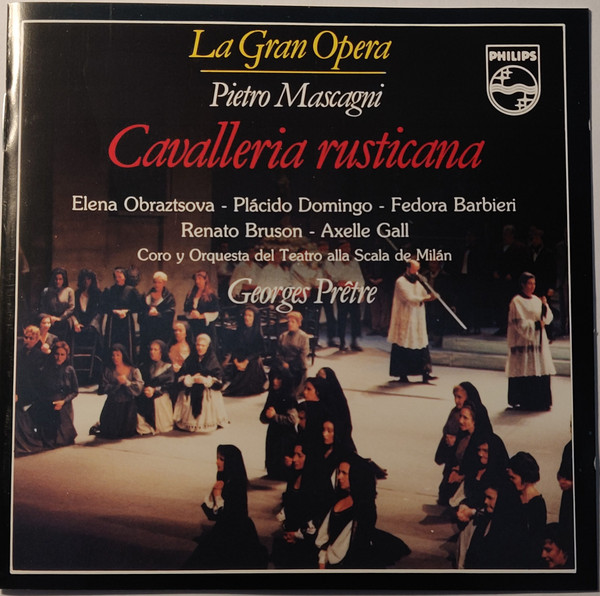 La Gran Opera
PHILIPS
Pietro Mascagni
Cavalleria rusticana
Elena Obraztsova - Plácido Domingo - Fedora Barbieri
Renato Bruson - Axelle Gall
Coro y Orquesta del Teatro alla Scala de Milán
Georges Prêtre